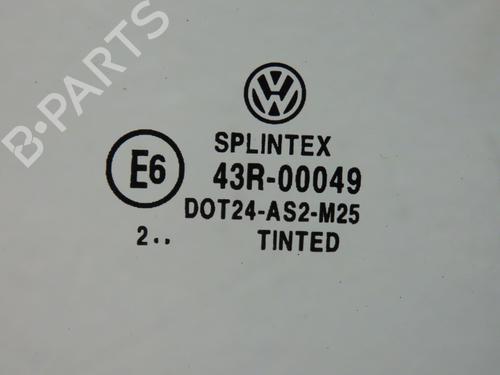 B-PARTS
SPLINTEX
E6
43R-00049
DOT24-AS2-M25
2..
TINTED